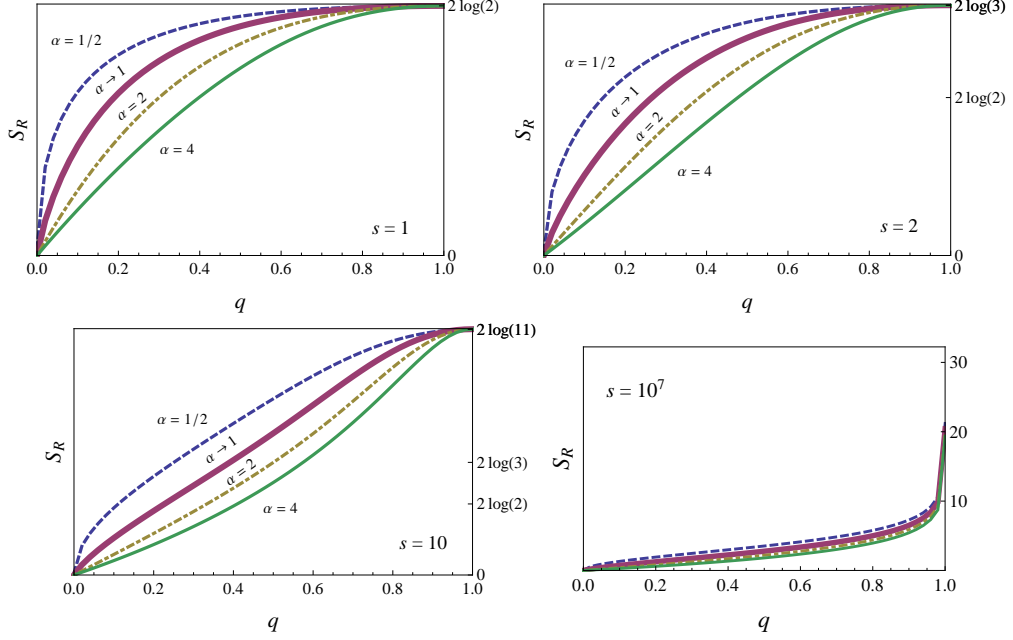 2 log(2)
α = 1/2
α → 1
α = 2
α = 4
S_R
s = 1
0
0.0 0.2 0.4 0.6 0.8 1.0
q
2 log(3)
α = 1/2
2 log(2)
α → 1
α = 2
α = 4
S_R
s = 2
0
0.0 0.2 0.4 0.6 0.8 1.0
q
2 log(11)
α = 1/2
α → 1
α = 2
2 log(3)
2 log(2)
α = 4
S_R
s = 10
0
0.0 0.2 0.4 0.6 0.8 1.0
q
30
s = 10^7
20
S_R
10
0.0 0.2 0.4 0.6 0.8 1.0
q